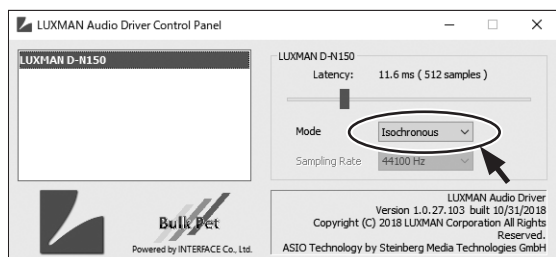 LUXMAN Audio Driver Control Panel
LUXMAN D-N150
LUXMAN D-N150
Latency: 11.6 ms ( 512 samples )
Mode Isochronous
Sampling Rate 44100 Hz
Bulk Pet
Powered by INTERFACE Co., Ltd.
LUXMAN Audio Driver
Version 1.0.27.103 built 10/31/2018
Copyright (C) 2018 LUXMAN Corporation All Rights
Reserved.
ASIO Technology by Steinberg Media Technologies GmbH